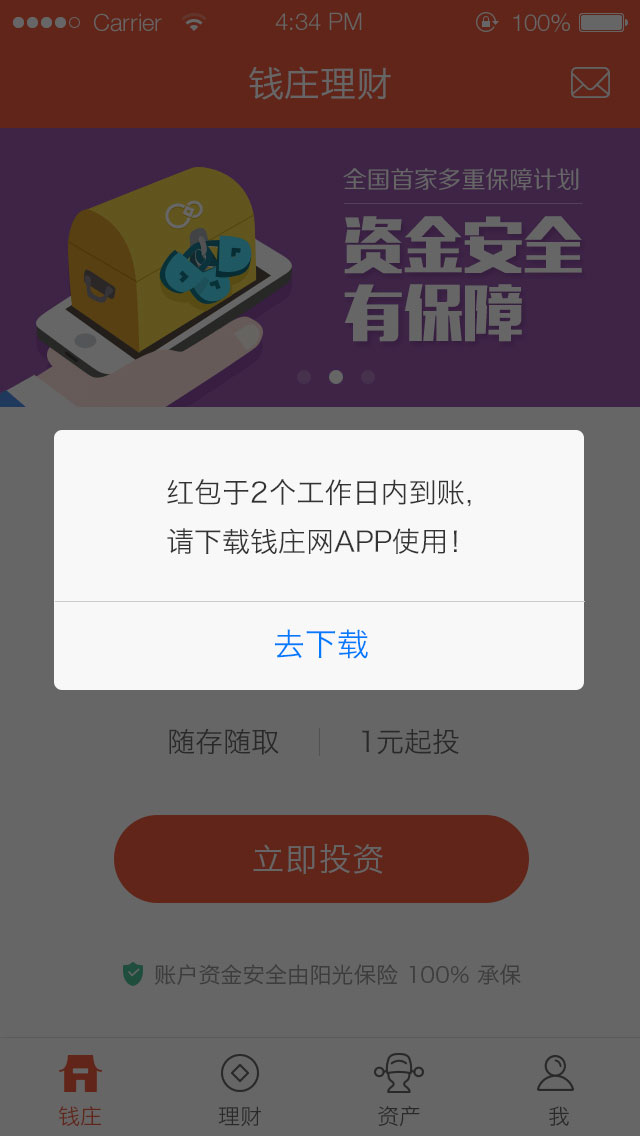 Carrier 4:34 PM 100%
钱庄理财
全国首家多重保障计划
资金安全
有保障
红包于2个工作日内到账,
请下载钱庄网APP使用!
去下载
随存随取 1元起投
立即投资
账户资金安全由阳光保险 100% 承保
钱庄 理财 资产 我